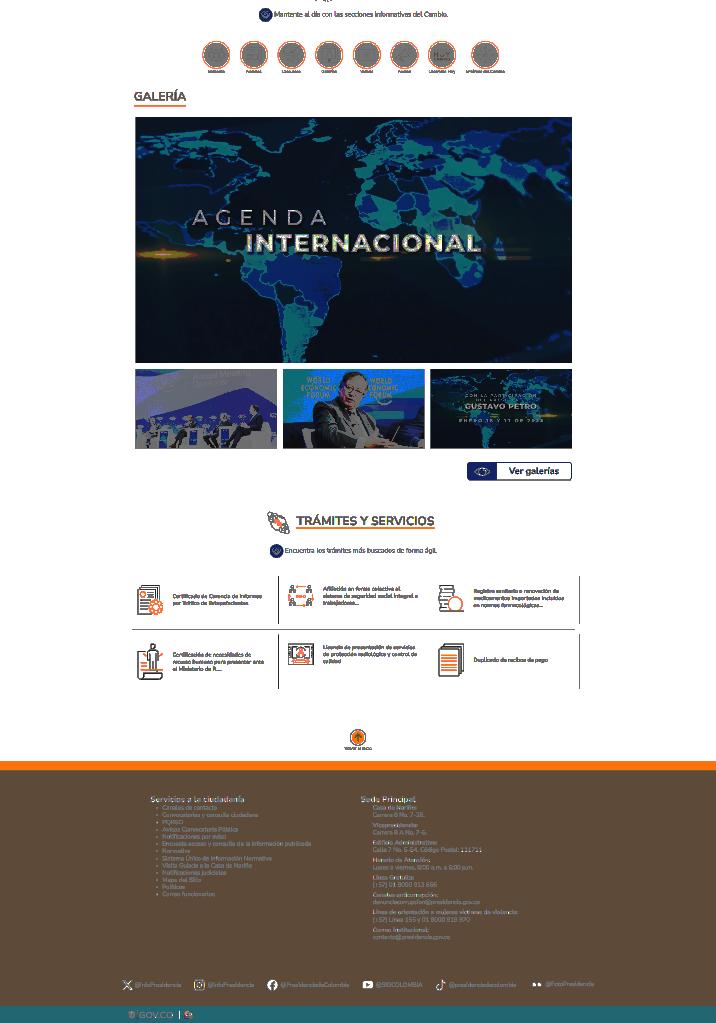 Mantente al día con las secciones informativas del Cambio.
GALERÍA
AGENDA
INTERNACIONAL
WORLD
ECONOMIC
FORUM
WORLD
ECONOMIC
FORUM
CON LA PARTICIPACIÓN
GUSTAVO PETRO
Ver galerías
TRÁMITES Y SERVICIOS
Encuentra los trámites más buscados de forma ágil.
Certificado de Carencia de Informes
por Tráfico de Estupefacientes
Afiliación en forma colectiva al
sistema de seguridad social integral a
trabajadores...
Registro sanitario o renovación de
medicamentos importados incluidos
en normas farmacológicas...
Certificación de necesidades de
recurso humano para presentar ante
el Ministerio de R...
Licencia de prestación de servicios
de protección radiológica y control de
calidad
Duplicado de recibos de pago
Servicios a la ciudadanía
Canales de contacto
Convocatorias y consulta ciudadana
PQRSD
Avisos Convocatoria Pública
Notificaciones por aviso
Encuesta acceso y consulta de la información publicada
Normativa
Sistema Único de Información Normativa
Visita Guiada a la Casa de Nariño
Notificaciones judiciales
Mapa del Sitio
Políticas
Correo funcionarios
Sede Principal
Casa de Nariño:
Carrera 8 No. 7-26.
Vicepresidencia:
Carrera 8 A No. 7-5.
Edificio Administrativo:
Calle 7 No. 6-54. Código Postal: 111711
Horario de Atención:
Lunes a viernes, 8:00 a.m. a 5:00 p.m.
Línea Gratuita:
(+57) 01 8000 913 666
Canales anticorrupción:
denunciacorrupcion@presidencia.gov.co
Línea de orientación a mujeres víctimas de violencia:
(+57) Línea 155 y 01 8000 919 970
Correo Institucional:
contacto@presidencia.gov.co
@InfoPresidencia
@InfoPresidencia
@PresidenciadeColombia
@SIGCOLOMBIA
@presidenciadecolombia
@FotoPresidencia
GOV.CO